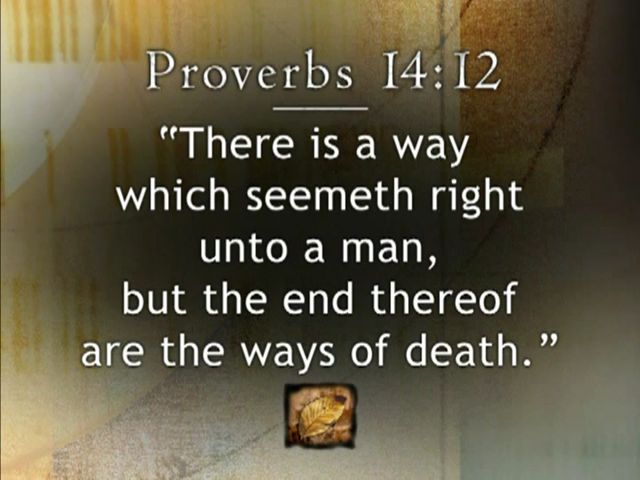 Proverbs 14:12
“There is a way
which seemeth right
unto a man,
but the end thereof
are the ways of death.”